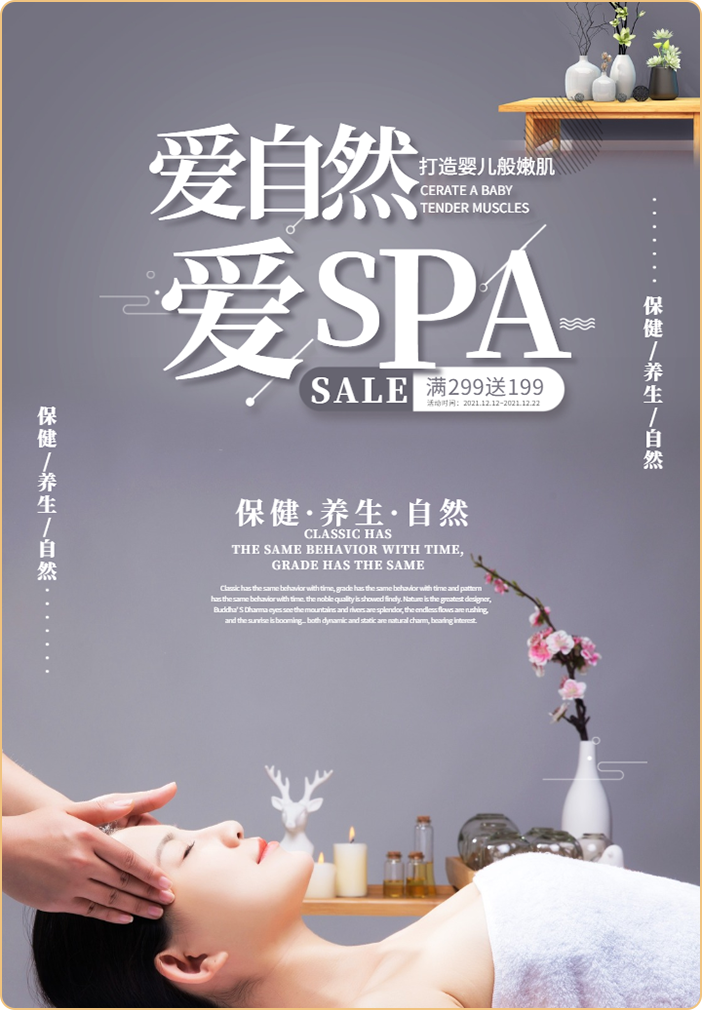 爱自然
打造婴儿般嫩肌
CERATE A BABY
TENDER MUSCLES
爱SPA
SALE
满299送199
活动时间：2021.12.12~2021.12.22
保健/养生/自然
保健/养生/自然
保健·养生·自然
CLASSIC HAS
THE SAME BEHAVIOR WITH TIME,
GRADE HAS THE SAME
Classic has the same behavior with time, grade has the same behavior with time and pattern
has the same behavior with time. the noble quality is showed finely. Nature is the greatest designer,
Buddha' S Dharma eyes see the mountains and rivers are splendor, the endless flows are rushing,
and the sunrise is booming... both dynamic and static are natural charm, bearing interest.